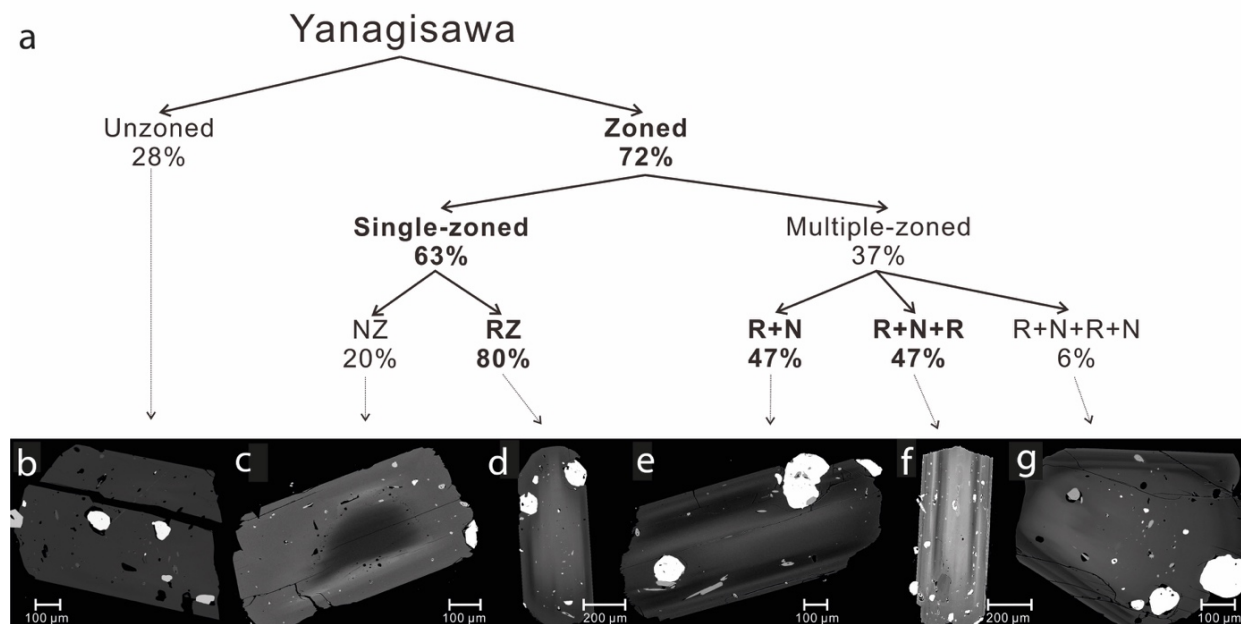 a
Yanagisawa
Unzoned
28%
Zoned
72%
Single-zoned
63%
Multiple-zoned
37%
NZ
20%
RZ
80%
R+N
47%
R+N+R
47%
R+N+R+N
6%
b
c
d
e
f
g
100 µm
100 µm
200 µm
100 µm
200 µm
100 µm